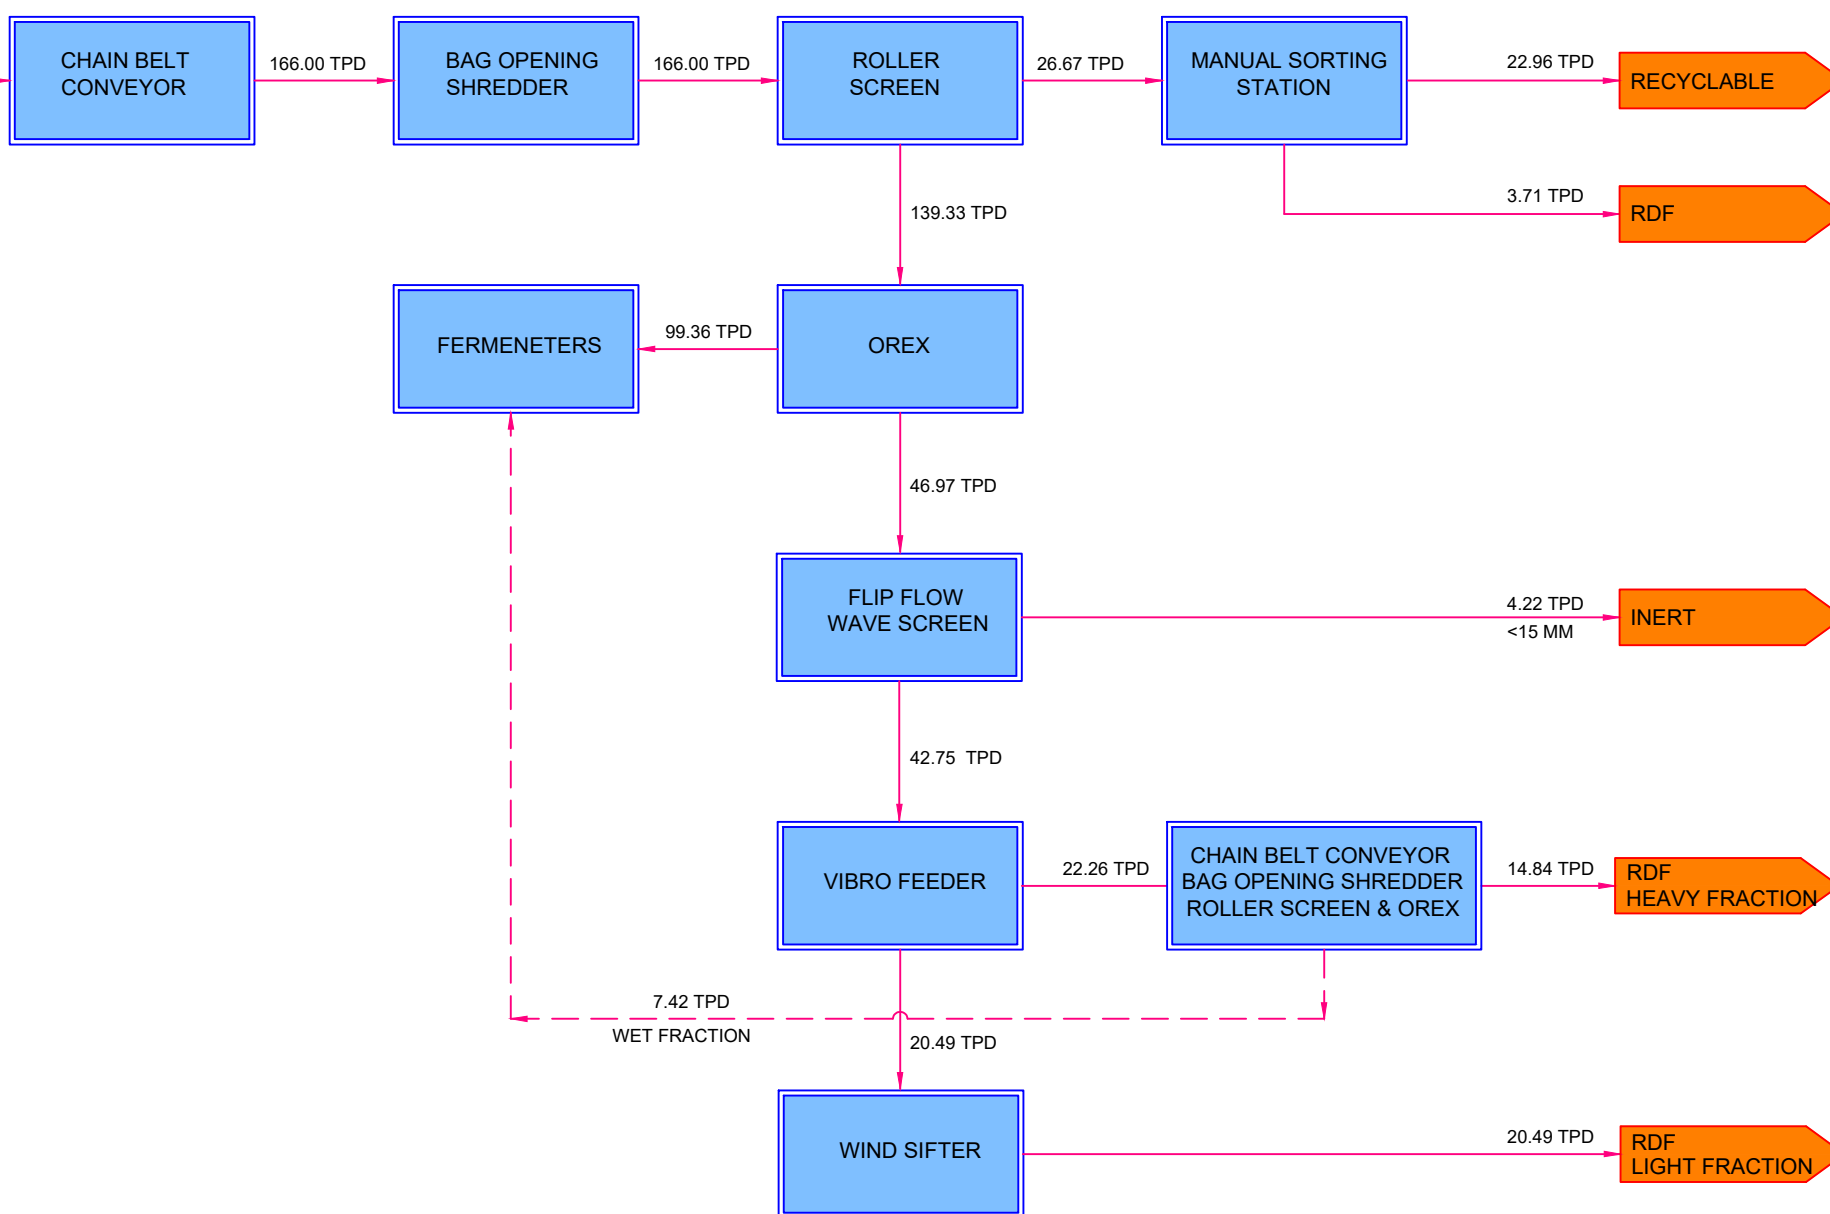 CHAIN BELT
CONVEYOR
166.00 TPD
BAG OPENING
SHREDDER
166.00 TPD
ROLLER
SCREEN
26.67 TPD
MANUAL SORTING
STATION
22.96 TPD
RECYCLABLE
3.71 TPD
RDF
139.33 TPD
FERMENETERS
99.36 TPD
OREX
46.97 TPD
FLIP FLOW
WAVE SCREEN
4.22 TPD
<15 MM
INERT
42.75 TPD
VIBRO FEEDER
22.26 TPD
CHAIN BELT CONVEYOR
BAG OPENING SHREDDER
ROLLER SCREEN & OREX
14.84 TPD
RDF
HEAVY FRACTION
7.42 TPD
WET FRACTION
20.49 TPD
WIND SIFTER
20.49 TPD
RDF
LIGHT FRACTION